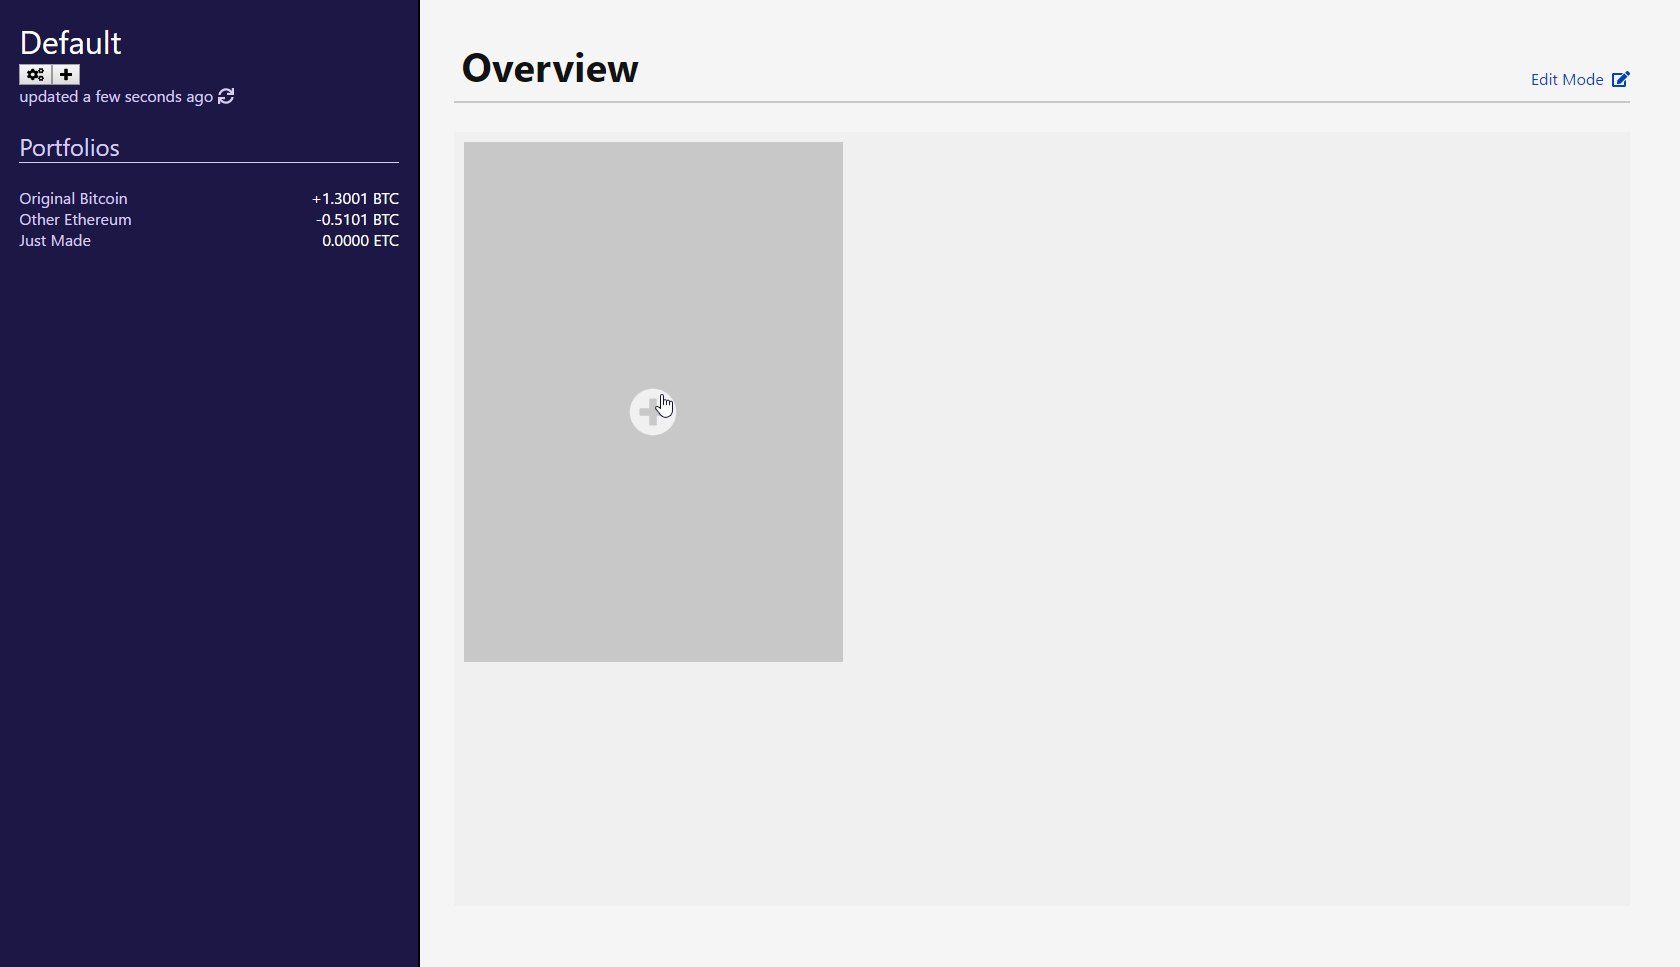 Default
updated a few seconds ago
Portfolios
Original Bitcoin +1.3001 BTC
Other Ethereum -0.5101 BTC
Just Made 0.0000 ETC
Overview
Edit Mode